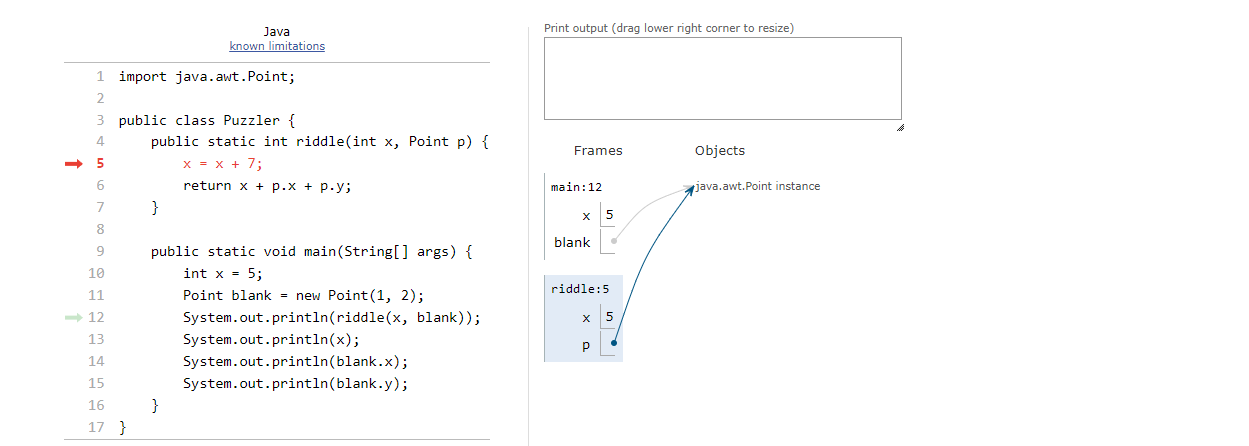 Java
known limitations
1 import java.awt.Point;
2
3 public class Puzzler {
4     public static int riddle(int x, Point p) {
5         x = x + 7;
6         return x + p.x + p.y;
7     }
8
9     public static void main(String[] args) {
10         int x = 5;
11         Point blank = new Point(1, 2);
12         System.out.println(riddle(x, blank));
13         System.out.println(x);
14         System.out.println(blank.x);
15         System.out.println(blank.y);
16     }
17 }
Print output (drag lower right corner to resize)
Frames
Objects
main:12
x 5
blank
java.awt.Point instance
riddle:5
x 5
p